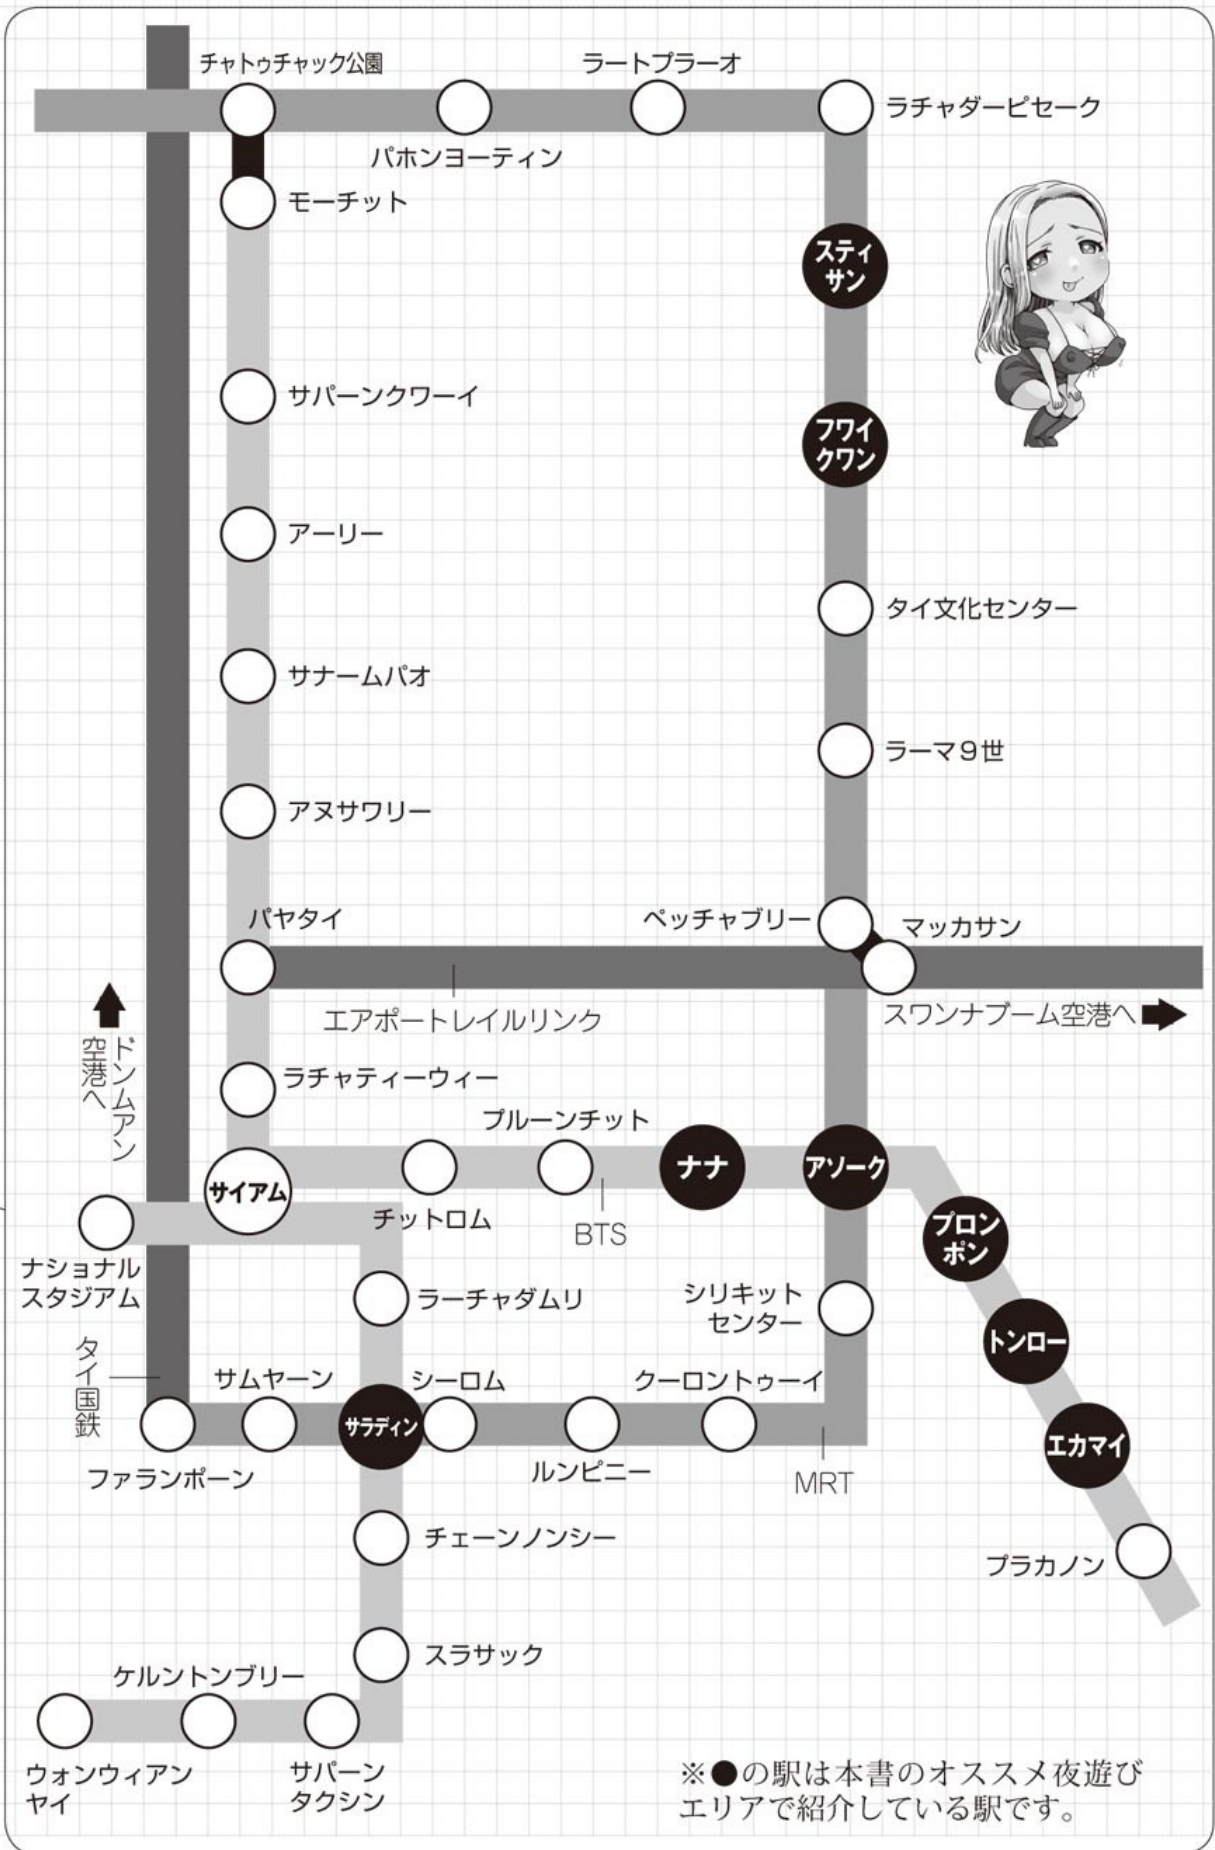 チャトゥチャック公園
ラートプラーオ
ラチャダーピセーク
パホンヨーティン
モーチット
スティ
サン
サパーンクワーイ
フワイ
クワン
アーリー
タイ文化センター
サナームパオ
ラーマ9世
アヌサワリー
パヤタイ
ペッチャブリー
マッカサン
エアポートレイルリンク
スワンナプーム空港へ
ドンムアン
空港へ
ラチャティーウィー
プルーンチット
ナナ
アソーク
サイアム
チットロム
BTS
プロン
ポン
ナショナル
スタジアム
ラーチャダムリ
シリキット
センター
トンロー
タイ国鉄
サムヤーン
シーロム
クーロントゥーイ
サラディン
エカマイ
ファランポーン
ルンピニー
MRT
チェーンノンシー
プラカノン
スラサック
ケルントンブリー
ウォンウィアン
ヤイ
サパーン
タクシン
※●の駅は本書のオススメ夜遊び
エリアで紹介している駅です。